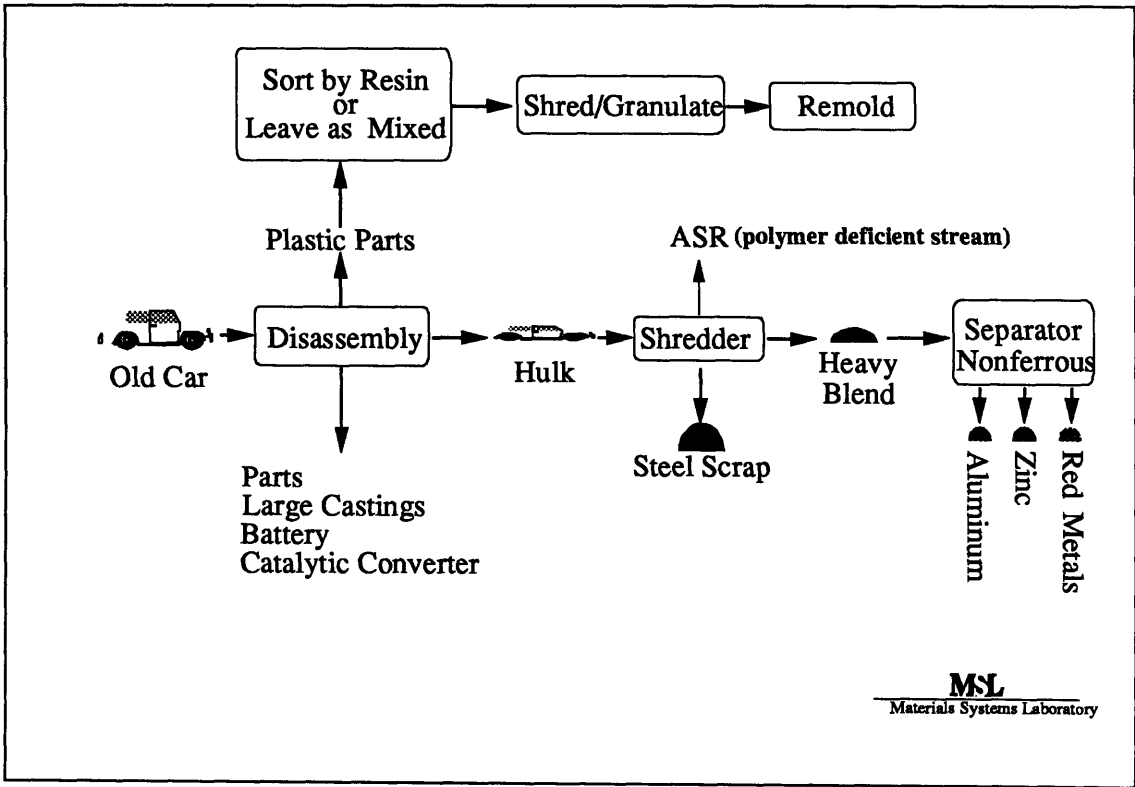 Sort by Resin
or
Leave as Mixed
Shred/Granulate
Remold
Plastic Parts
ASR (polymer deficient stream)
Old Car
Disassembly
Hulk
Shredder
Heavy
Blend
Separator
Nonferrous
Steel Scrap
Aluminum
Zinc
Red Metals
Parts
Large Castings
Battery
Catalytic Converter
MSL
Materials Systems Laboratory